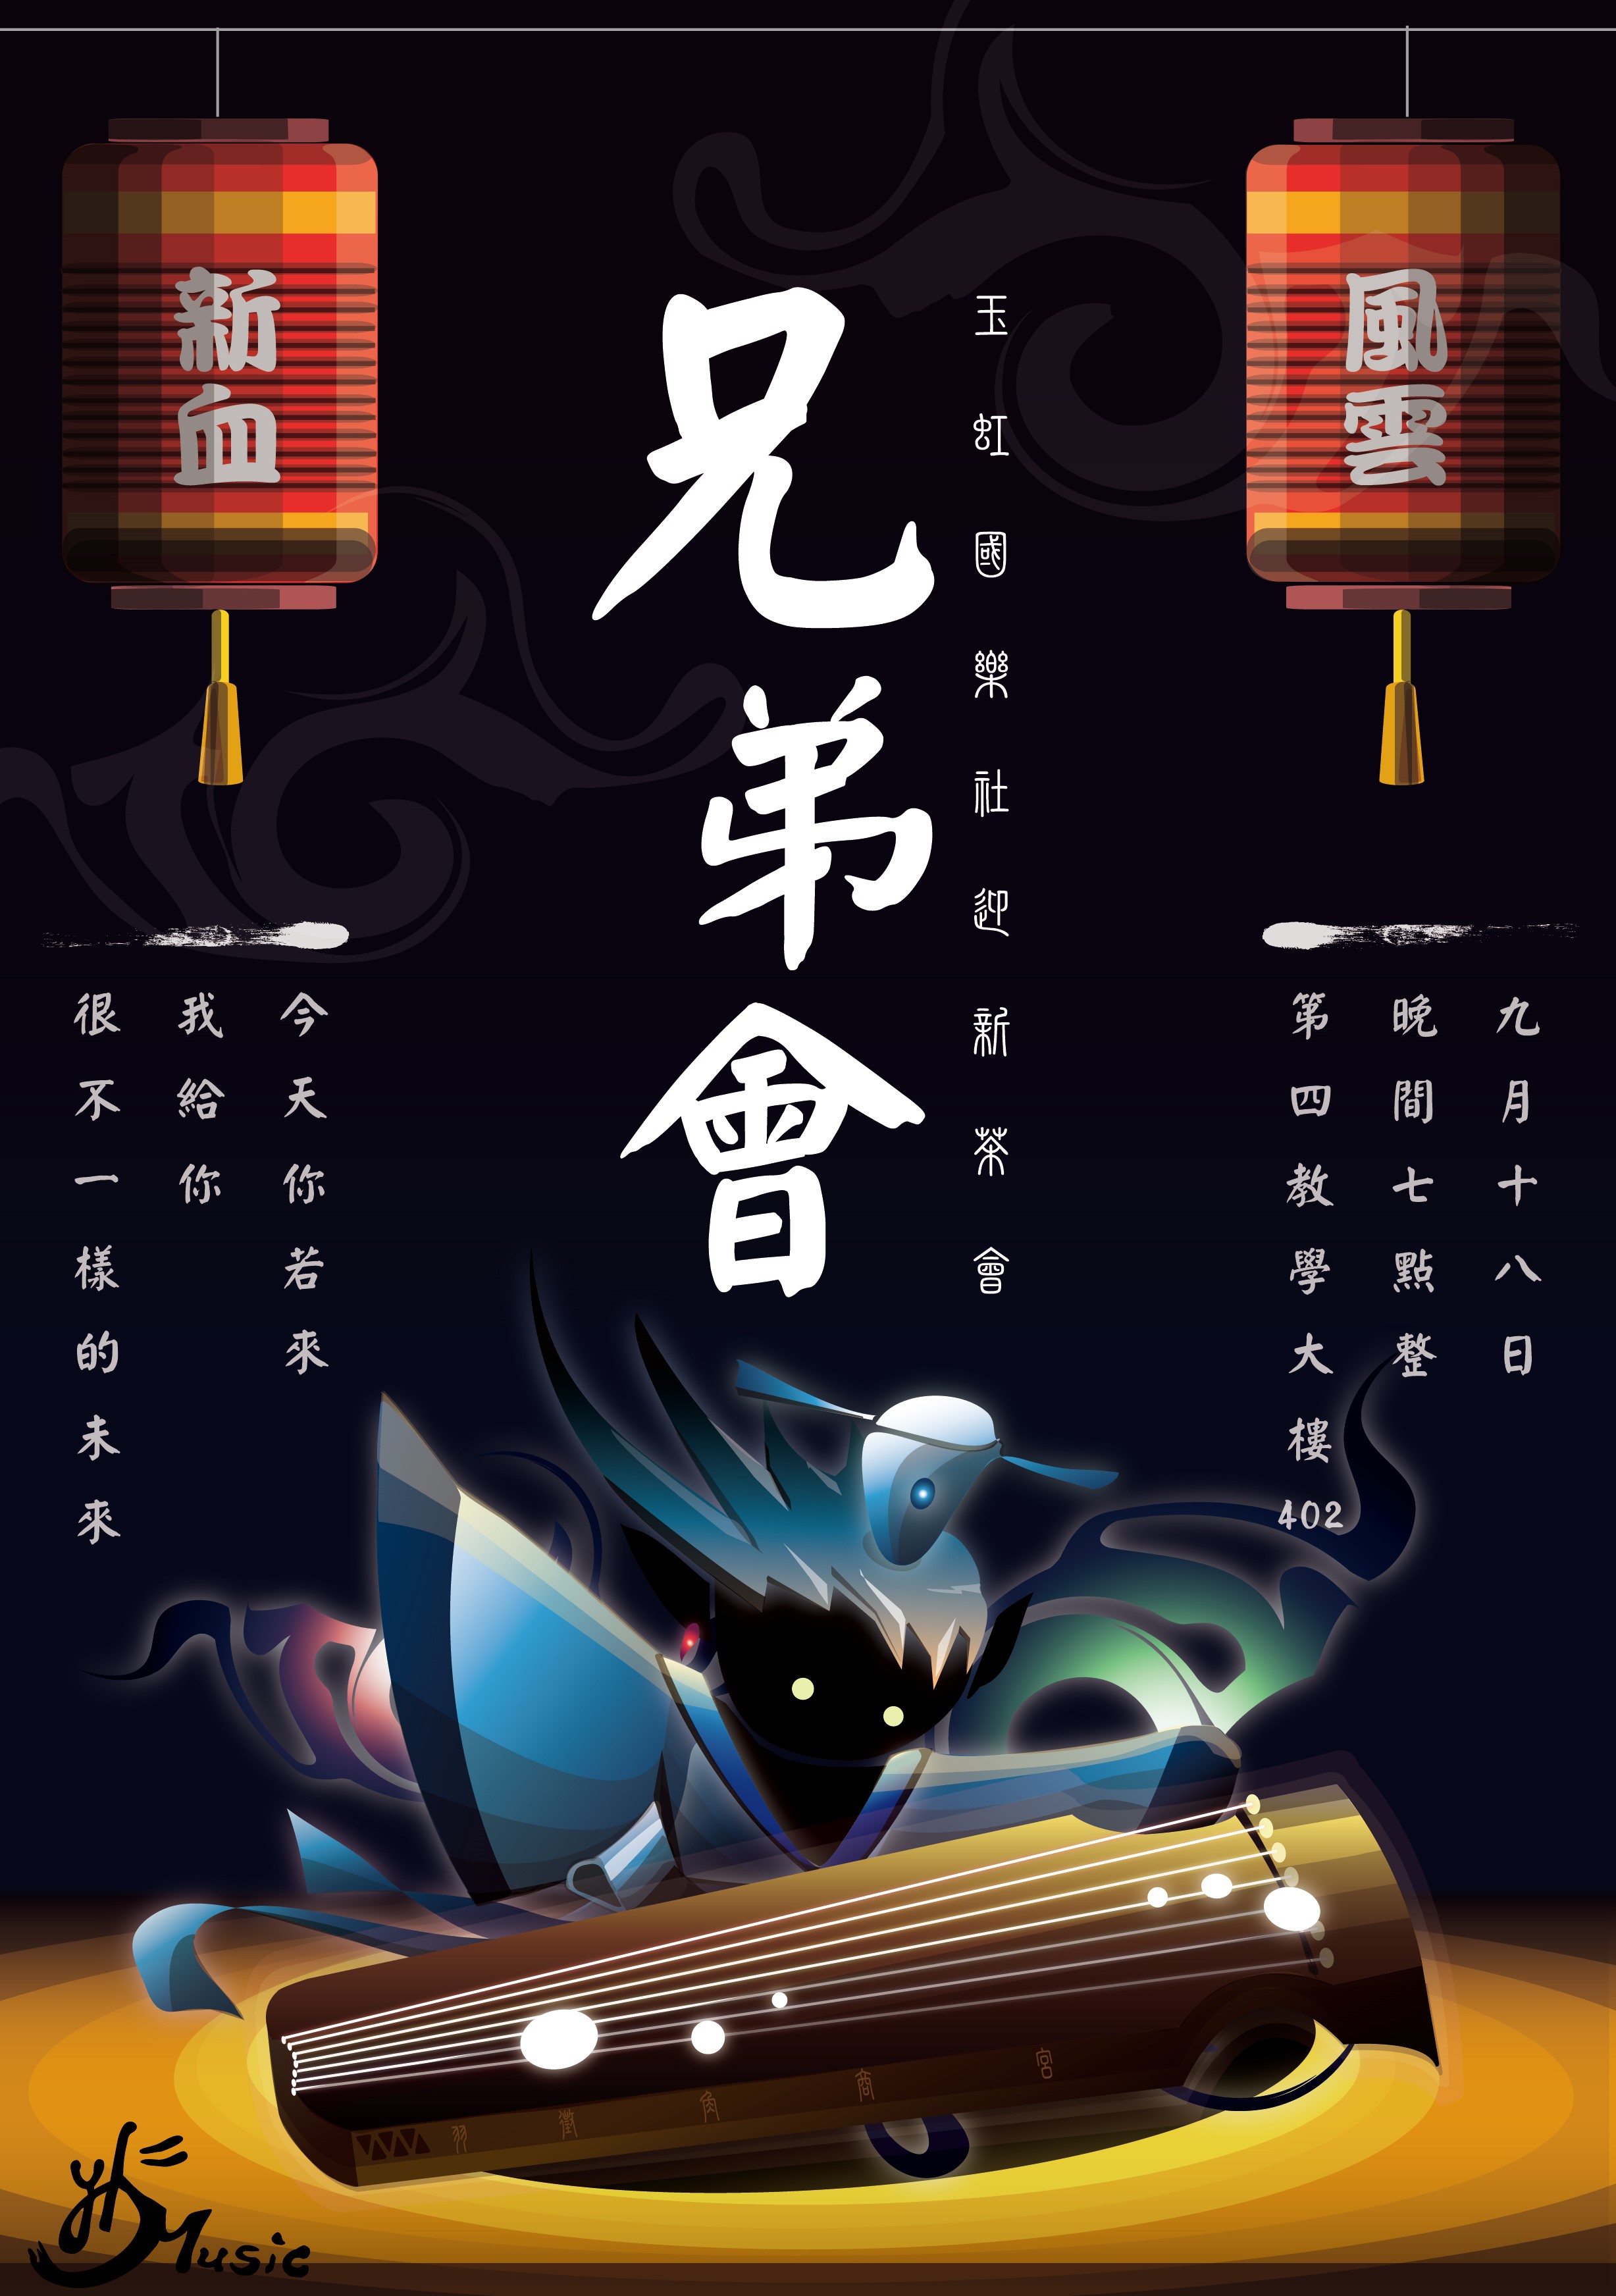 風雲
新血
玉虹國樂社迎新茶會
兄弟會
九月十八日
晚間七點整
第四教學大樓402
今天你若來
我給你
很不一樣的未來
宮商角徵羽
Music